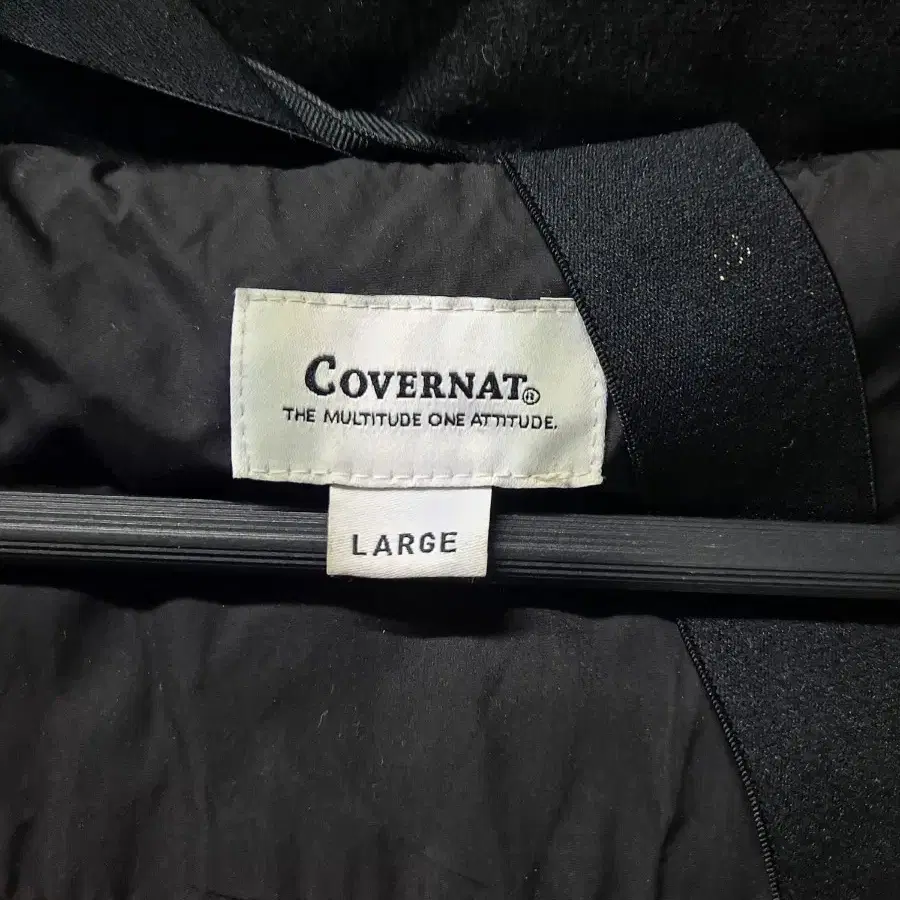 COVERNAT®
THE MULTITUDE ONE ATTITUDE.
LARGE